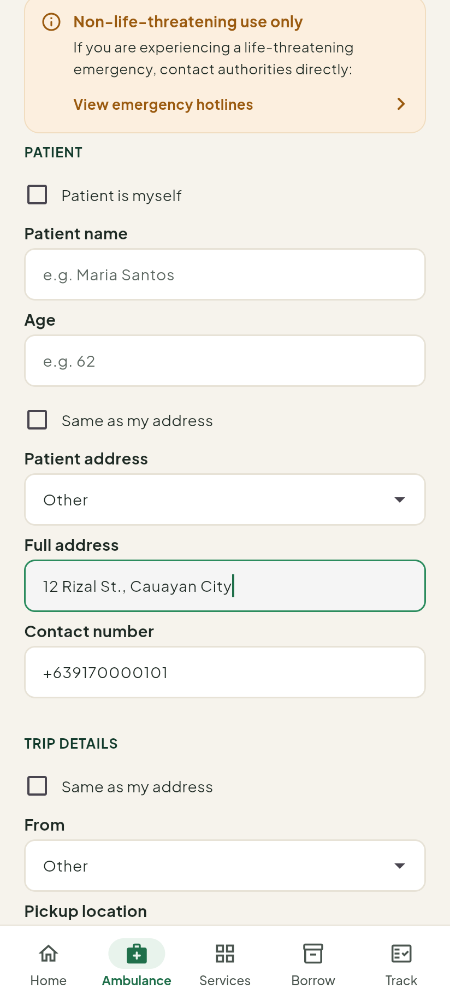 Non-life-threatening use only
If you are experiencing a life-threatening
emergency, contact authorities directly:
View emergency hotlines
PATIENT
Patient is myself
Patient name
e.g. Maria Santos
Age
e.g. 62
Same as my address
Patient address
Other
Full address
12 Rizal St., Cauayan City
Contact number
+639170000101
TRIP DETAILS
Same as my address
From
Other
Pickup location
Home
Ambulance
Services
Borrow
Track